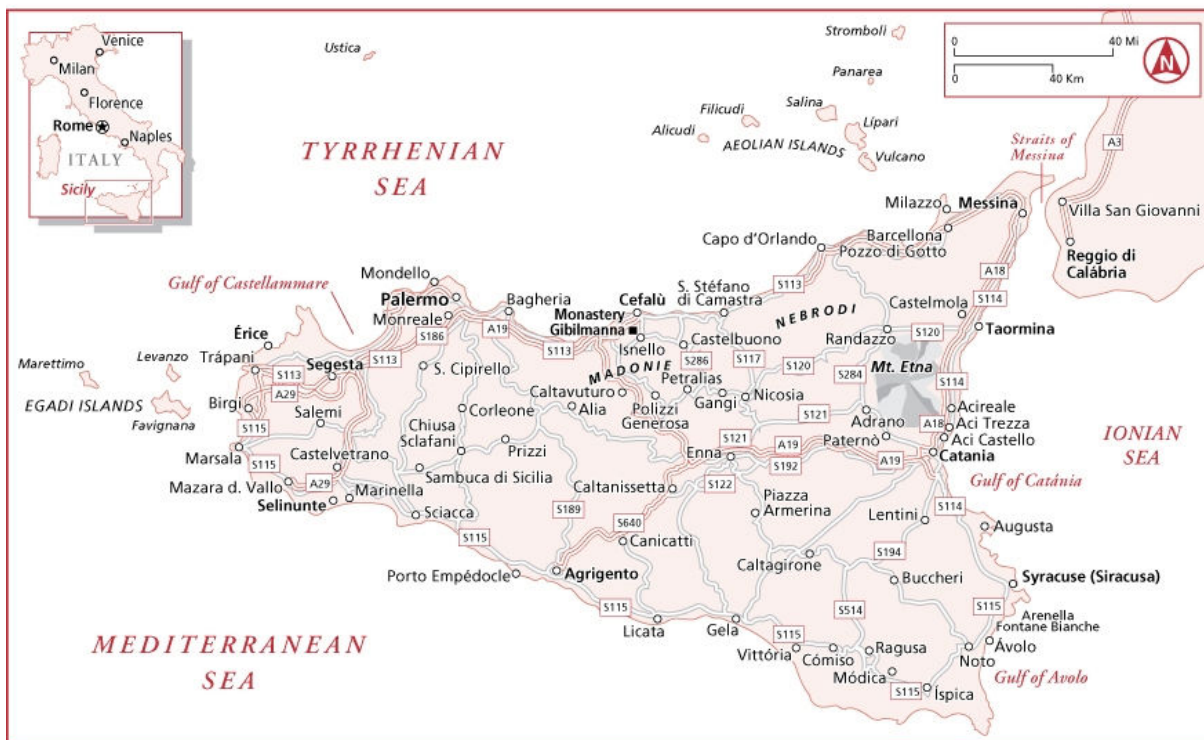 Venice
Milan
Florence
Rome
Naples
ITALY
Sicily
Ustica
TYRRHENIAN
SEA
Stromboli
Panarea
Salina
Filicudi
Lípari
Alicudi
AEOLIAN ISLANDS
Vulcano
0 40 Mi
0 40 Km
N
Straits of
Messina
A3
Milazzo
Messina
Villa San Giovanni
Barcellona
Pozzo di Gotto
Capo d'Orlando
Reggio di
Calábria
Gulf of Castellammare
Mondello
Palermo
Monreale
Bagheria
Cefalù
Monastery
Gibilmanna
S. Stéfano
di Camastra
S113
A18
S114
Castelmola
NEBRODI
Taormina
Randazzo
S120
Érice
Trápani
S186
A19
S113
Isnello
Castelbuono
S286
S117
S120
S284
Mt. Etna
Marettimo
Levanzo
S113
A29
Segesta
S113
S. Cipirello
MADONIE
Petralias
S114
EGADI ISLANDS
Favignana
Birgi
Salemi
Caltavuturo
Corleone
Alia
Polizzi
Generosa
Gangi
Nicosia
Acireale
S115
Chiusa
Sclafani
Prizzi
S121
Adrano
A18
Aci Trezza
Aci Castello
Marsala
S115
Castelvetrano
S121
A19
Paternò
Enna
S192
A19
Catania
IONIAN
SEA
Mazara d. Vallo
A29
Sambuca di Sicilia
Caltanissetta
S122
Gulf of Catánia
Selinunte
Marinella
Sciacca
S189
Piazza
Armerina
Lentini
S114
Augusta
S115
S640
Canicatti
Caltagirone
S194
Porto Empédocle
Agrigento
Buccheri
Syracuse (Siracusa)
S115
S514
S115
Arenella
Fontane Bianche
Licata
Gela
S115
Ávolo
MEDITERRANEAN
SEA
Vittória
Cómiso
Ragusa
Noto
Módica
S115
Íspica
Gulf of Avolo